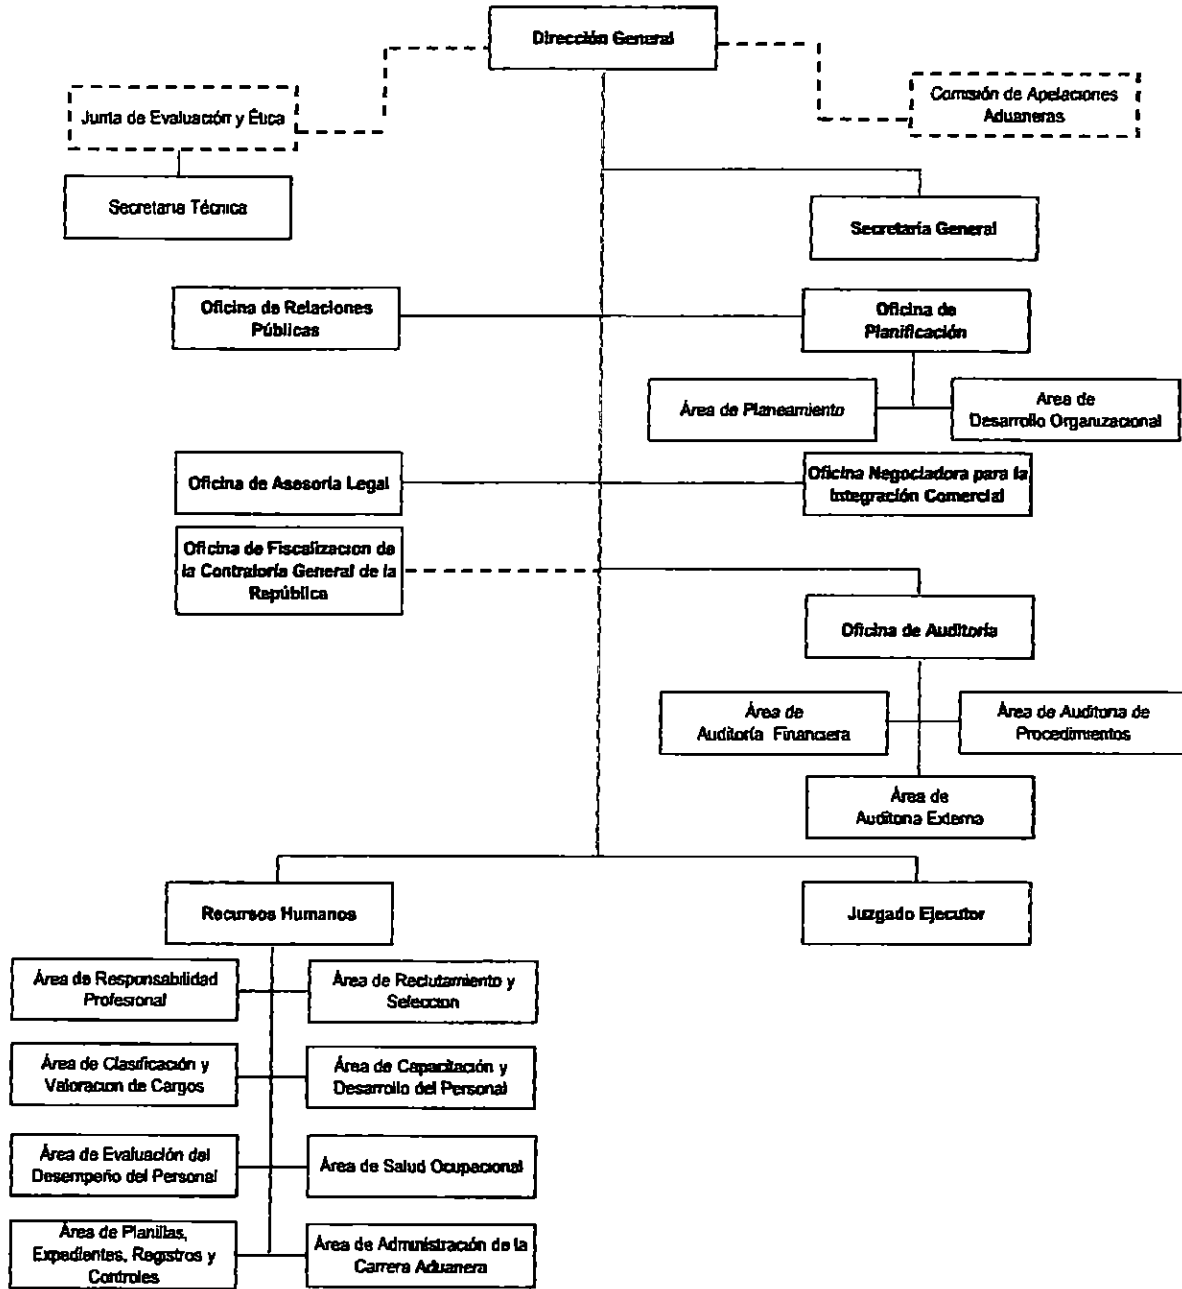 Dirección General
Junta de Evaluación y Ética
Comisión de Apelaciones
Aduaneras
Secretaria Técnica
Secretaría General
Oficina de Relaciones
Públicas
Oficina de
Planificación
Área de Planeamiento
Area de
Desarrollo Organizacional
Oficina de Asesoría Legal
Oficina Negociadora para la
Integración Comercial
Oficina de Fiscalizacion de
la Contraloría General de la
República
Oficina de Auditoría
Área de
Auditoría Financiera
Área de Auditoria de
Procedimientos
Área de
Auditoria Externa
Recursos Humanos
Juzgado Ejecutor
Área de Responsabilidad
Profesional
Área de Reclutamiento y
Seleccion
Área de Clasificación y
Valoracion de Cargos
Área de Capacitación y
Desarrollo del Personal
Área de Evaluación del
Desempeño del Personal
Área de Salud Ocupacional
Área de Planillas,
Expedientes, Registros y
Controles
Área de Administración de la
Carrera Aduanera